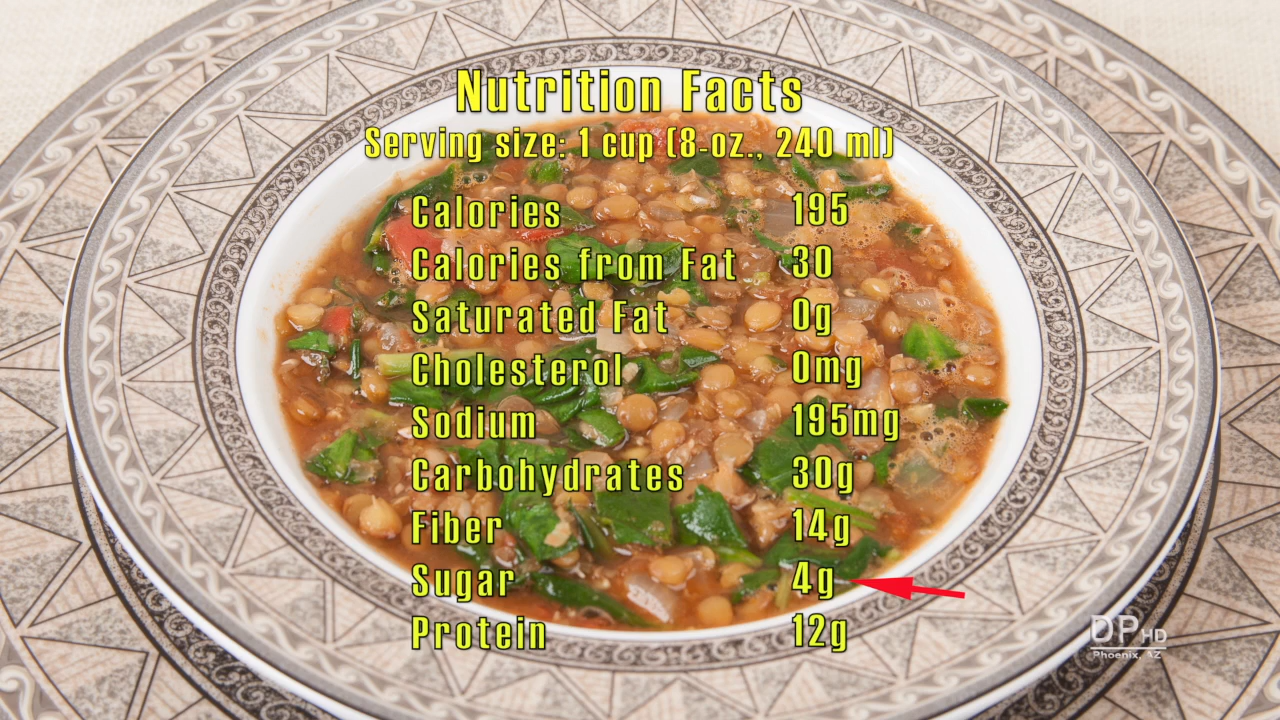 Nutrition Facts
Serving size: 1 cup (8-oz., 240 ml)
Calories 195
Calories from Fat 30
Saturated Fat 0g
Cholesterol 0mg
Sodium 195mg
Carbohydrates 30g
Fiber 14g
Sugar 4g
Protein 12g
DP HD
Phoenix, AZ